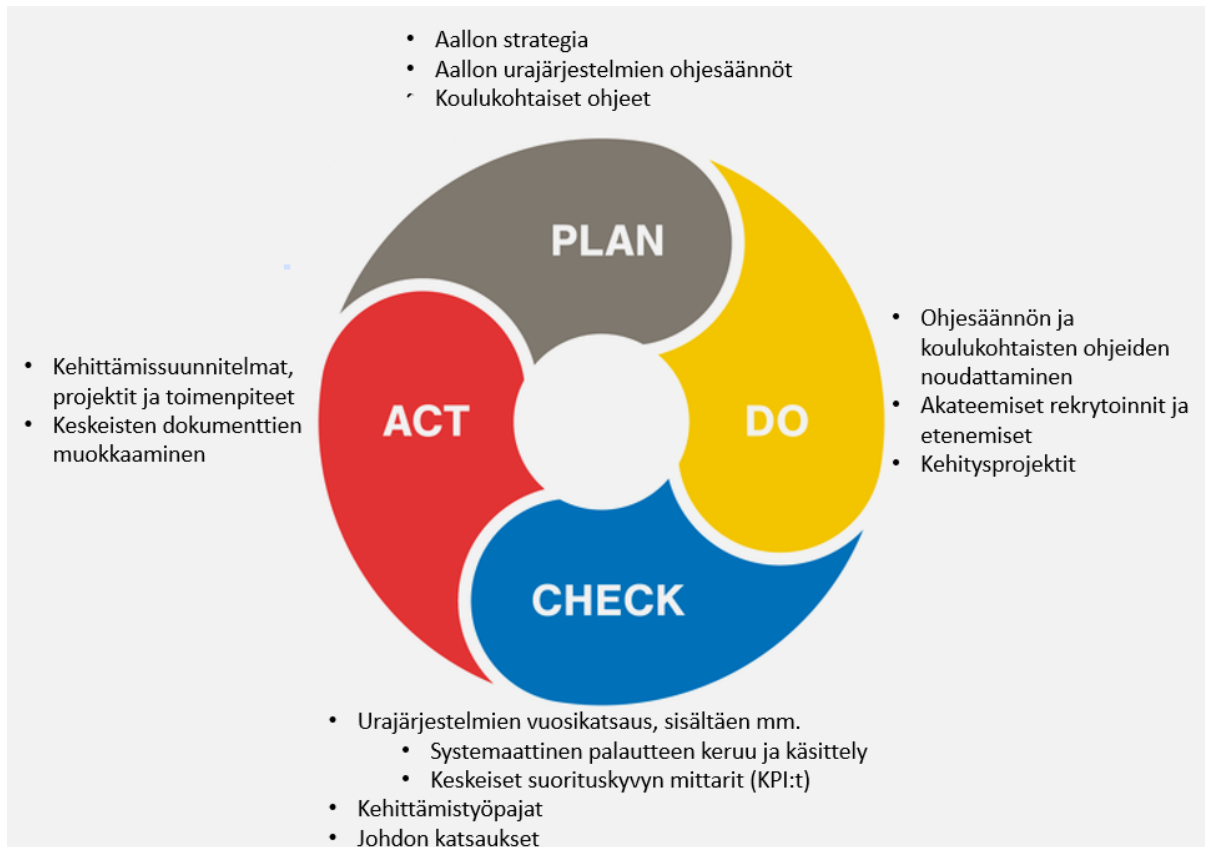 • Aallon strategia
• Aallon urajärjestelmien ohjesäännöt
• Koulukohtaiset ohjeet
PLAN
DO
• Ohjesäännön ja
koulukohtaisten ohjeiden
noudattaminen
• Akateemiset rekrytoinnit ja
etenemiset
• Kehitysprojektit
CHECK
• Urajärjestelmien vuosikatsaus, sisältäen mm.
• Systemaattinen palautteen keruu ja käsittely
• Keskeiset suorituskyvyn mittarit (KPI:t)
• Kehittämistyöpajat
• Johdon katsaukset
ACT
• Kehittämissuunnitelmat,
projektit ja toimenpiteet
• Keskeisten dokumenttien
muokkaaminen